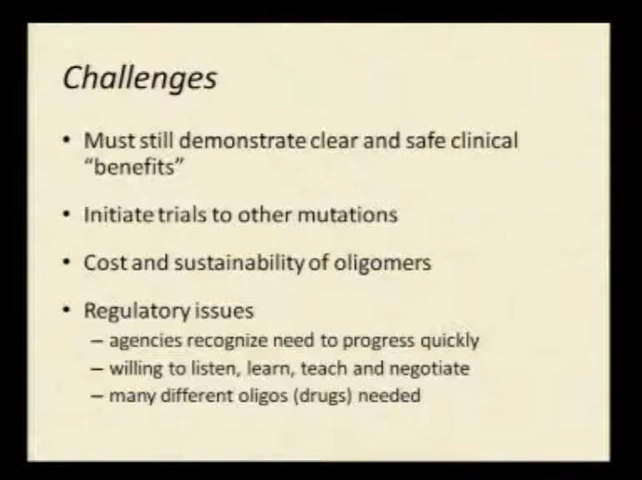 Challenges
• Must still demonstrate clear and safe clinical
“benefits”
• Initiate trials to other mutations
• Cost and sustainability of oligomers
• Regulatory issues
– agencies recognize need to progress quickly
– willing to listen, learn, teach and negotiate
– many different oligos (drugs) needed